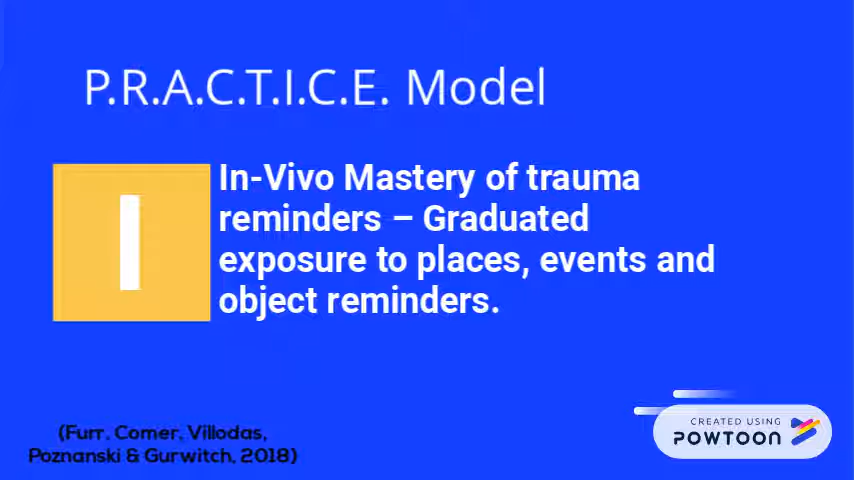 P.R.A.C.T.I.C.E. Model
I
In-Vivo Mastery of trauma
reminders – Graduated
exposure to places, events and
object reminders.
(Furr, Comer, Villodas,
Poznanski & Gurwitch, 2018)
CREATED USING
POWTOON